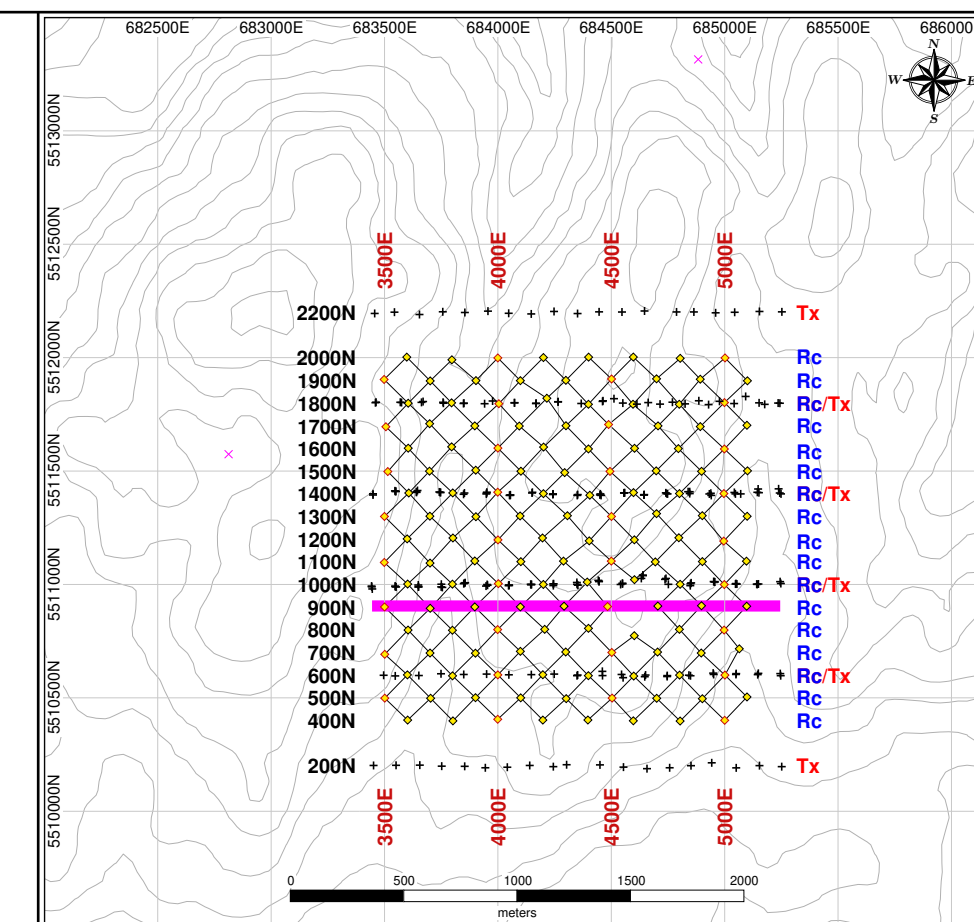 682500E 683000E 683500E 684000E 684500E 685000E 685500E 686000
N
W E
S
5513000N
5512500N
5512000N
5511500N
5511000N
5510500N
5510000N
3500E 4000E 4500E 5000E
2200N Tx
2000N Rc
1900N Rc
1800N Rc/Tx
1700N Rc
1600N Rc
1500N Rc
1400N Rc/Tx
1300N Rc
1200N Rc
1100N Rc
1000N Rc/Tx
900N Rc
800N Rc
700N Rc
600N Rc/Tx
500N Rc
400N Rc
200N Tx
3500E 4000E 4500E 5000E
0 500 1000 1500 2000
meters